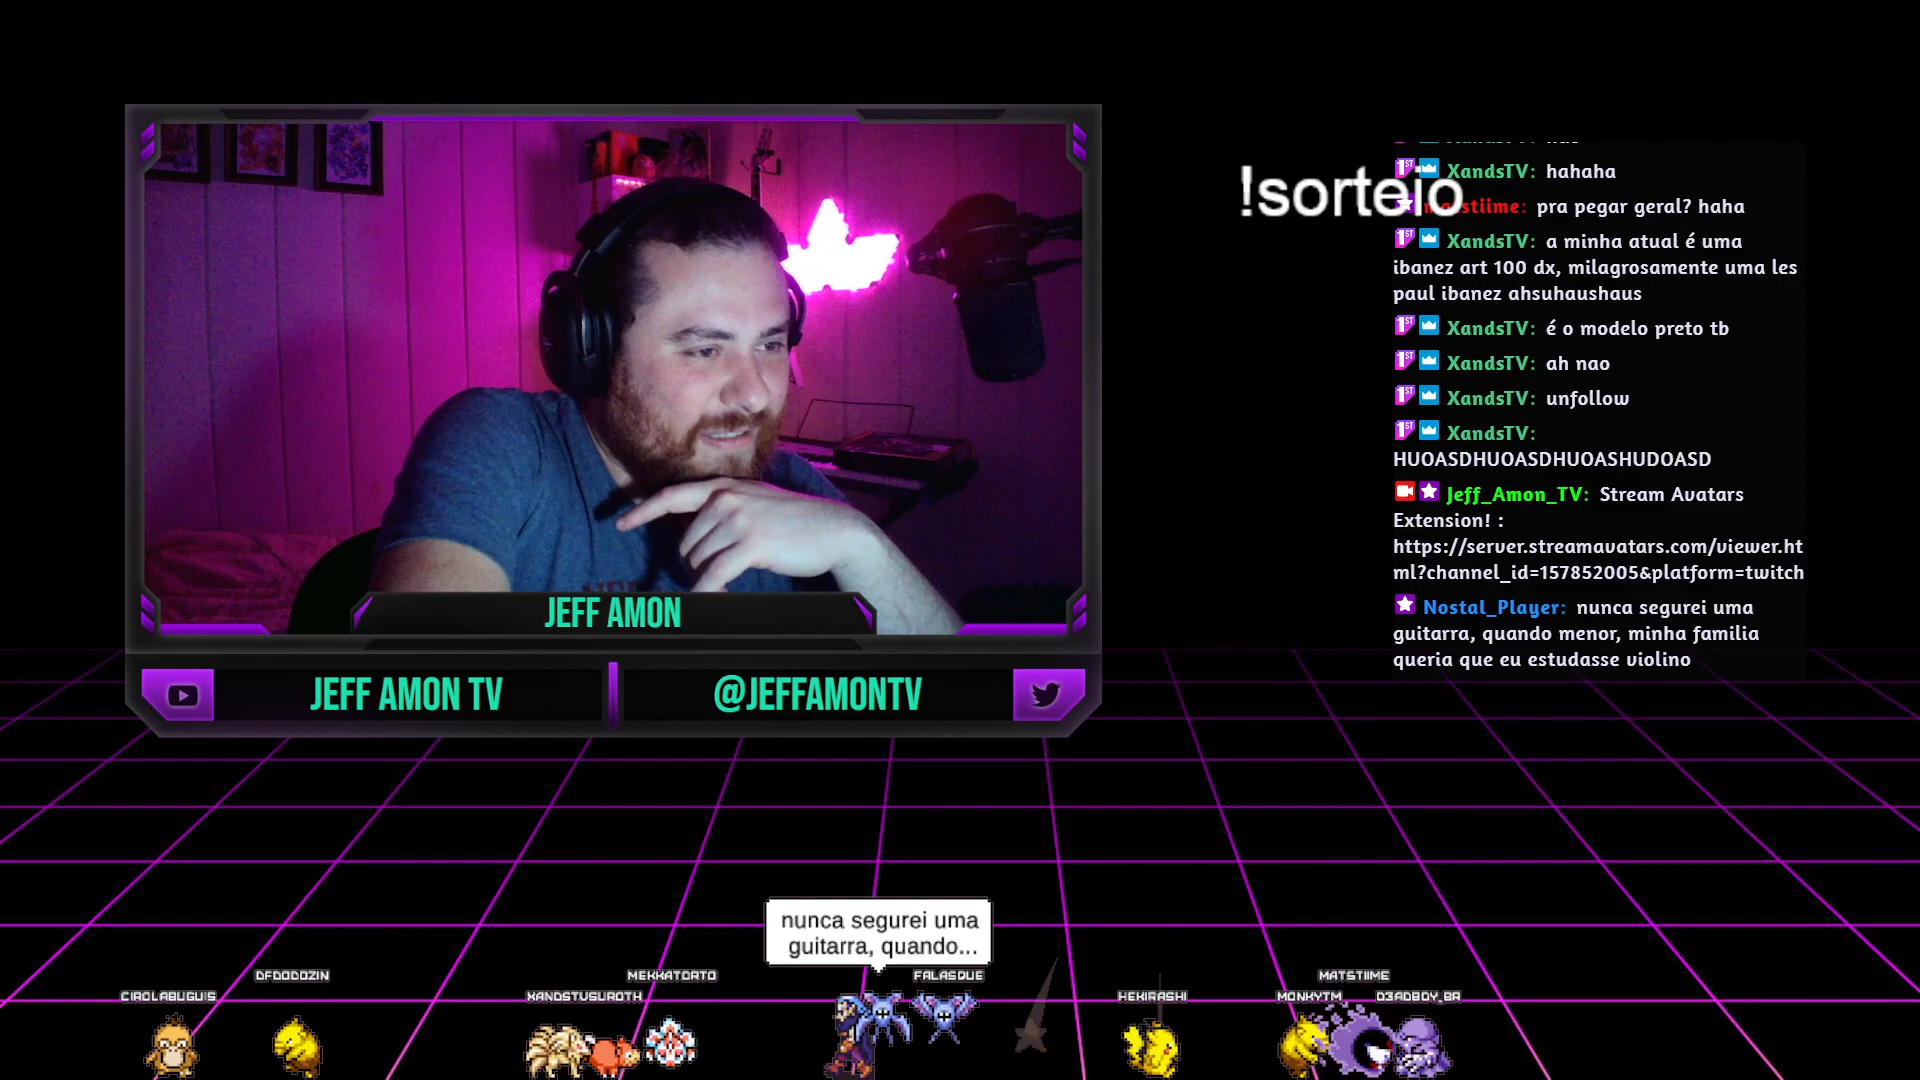 !sorteio
XandsTV: hahaha
pra pegar geral? haha
XandsTV: a minha atual é uma
ibanez art 100 dx, milagrosamente uma les
paul ibanez ahsuhaushaus
XandsTV: é o modelo preto tb
XandsTV: ah nao
XandsTV: unfollow
XandsTV:
HUOASDHUOASDHUOASHUDOASD
Jeff_Amon_TV: Stream Avatars
Extension! :
https://server.streamavatars.com/viewer.ht
ml?channel_id=157852005&platform=twitch
Nostal_Player: nunca segurei uma
guitarra, quando menor, minha familia
queria que eu estudasse violino
JEFF AMON
JEFF AMON TV
@JEFFAMONTV
nunca segurei uma
guitarra, quando...
CIROLABUGUIS
DFDODOZIN
XANDSTVSUROTH
MEKKATORTO
FALASQUE
HEKIRASHI
MATSTIIME
MONKYTM
D3ADBOY_BR